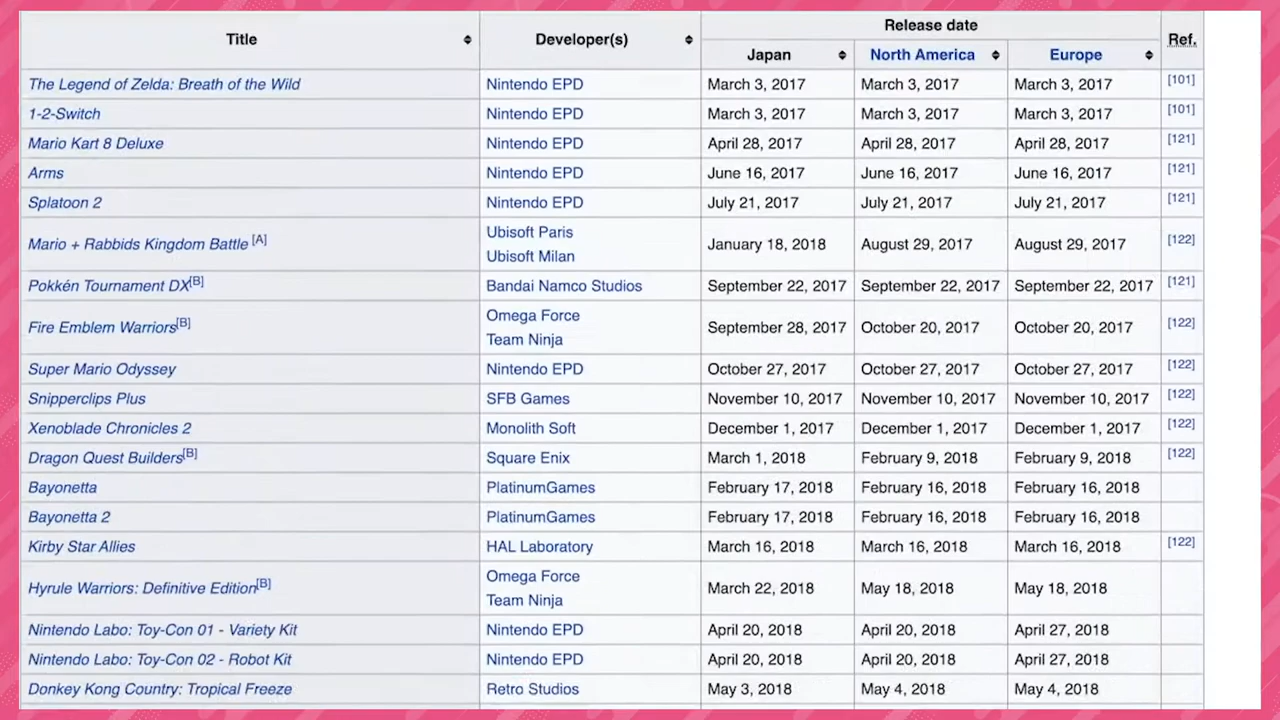 Title Developer(s) Release date Ref.
Japan North America Europe
The Legend of Zelda: Breath of the Wild Nintendo EPD March 3, 2017 March 3, 2017 March 3, 2017 [101]
1-2-Switch Nintendo EPD March 3, 2017 March 3, 2017 March 3, 2017 [101]
Mario Kart 8 Deluxe Nintendo EPD April 28, 2017 April 28, 2017 April 28, 2017 [121]
Arms Nintendo EPD June 16, 2017 June 16, 2017 June 16, 2017 [121]
Splatoon 2 Nintendo EPD July 21, 2017 July 21, 2017 July 21, 2017 [121]
Mario + Rabbids Kingdom Battle [A] Ubisoft Paris January 18, 2018 August 29, 2017 August 29, 2017 [122]
Ubisoft Milan
Pokkén Tournament DX[B] Bandai Namco Studios September 22, 2017 September 22, 2017 September 22, 2017 [121]
Fire Emblem Warriors[B] Omega Force September 28, 2017 October 20, 2017 October 20, 2017 [122]
Team Ninja
Super Mario Odyssey Nintendo EPD October 27, 2017 October 27, 2017 October 27, 2017 [122]
Snipperclips Plus SFB Games November 10, 2017 November 10, 2017 November 10, 2017 [122]
Xenoblade Chronicles 2 Monolith Soft December 1, 2017 December 1, 2017 December 1, 2017 [122]
Dragon Quest Builders[B] Square Enix March 1, 2018 February 9, 2018 February 9, 2018 [122]
Bayonetta PlatinumGames February 17, 2018 February 16, 2018 February 16, 2018
Bayonetta 2 PlatinumGames February 17, 2018 February 16, 2018 February 16, 2018
Kirby Star Allies HAL Laboratory March 16, 2018 March 16, 2018 March 16, 2018 [122]
Hyrule Warriors: Definitive Edition[B] Omega Force March 22, 2018 May 18, 2018 May 18, 2018
Team Ninja
Nintendo Labo: Toy-Con 01 - Variety Kit Nintendo EPD April 20, 2018 April 20, 2018 April 27, 2018
Nintendo Labo: Toy-Con 02 - Robot Kit Nintendo EPD April 20, 2018 April 20, 2018 April 27, 2018
Donkey Kong Country: Tropical Freeze Retro Studios May 3, 2018 May 4, 2018 May 4, 2018